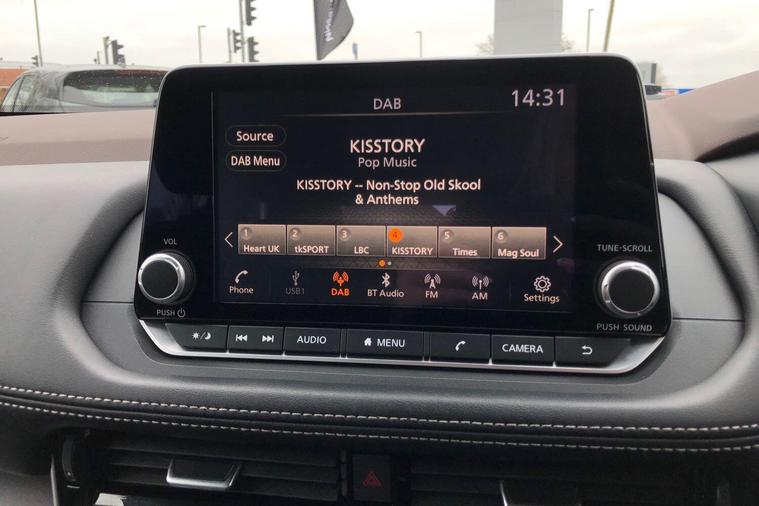 DAB
14:31
Source
DAB Menu
KISSTORY
Pop Music
KISSTORY -- Non-Stop Old Skool
& Anthems
1 2 3 4 5 6
Heart UK tkSPORT LBC KISSTORY Times Mag Soul
Phone USB1 DAB BT Audio FM AM Settings
VOL
PUSH
TUNE·SCROLL
PUSH SOUND
AUDIO
MENU
CAMERA